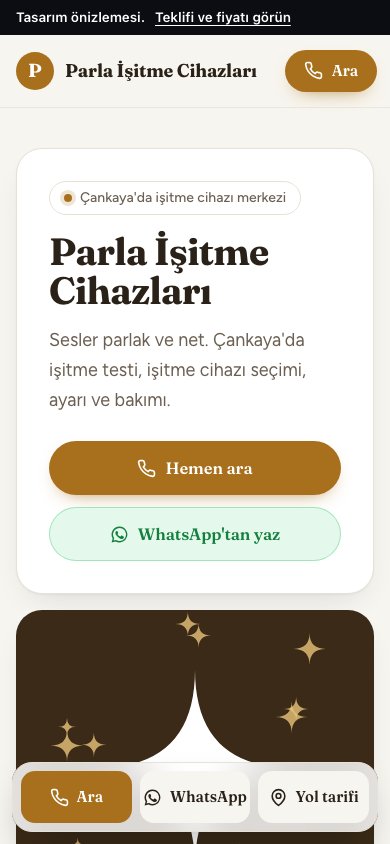 Tasarım önizlemesi. Teklifi ve fiyatı görün
P Parla İşitme Cihazları Ara
Çankaya'da işitme cihazı merkezi
Parla İşitme
Cihazları
Sesler parlak ve net. Çankaya'da
işitme testi, işitme cihazı seçimi,
ayarı ve bakımı.
Hemen ara
WhatsApp'tan yaz
Ara WhatsApp Yol tarifi